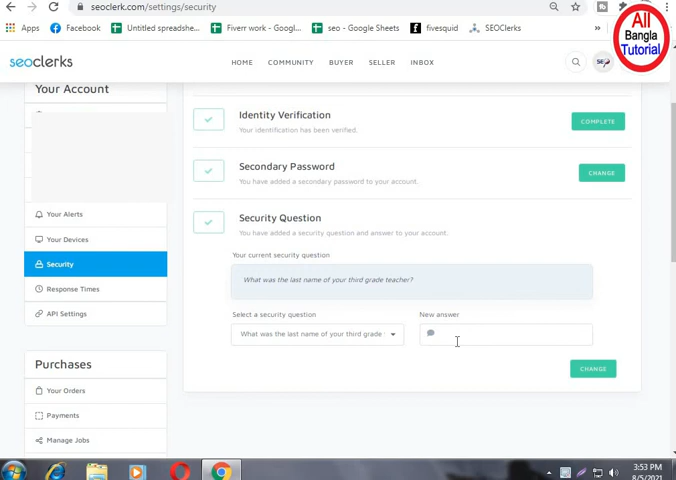 seoclerk.com/settings/security
Apps Facebook Untitled spreadshe... Fiverr work - Googl... seo - Google Sheets fivesquid SEOClerks »
All
Bangla
Tutorial
seoclerks HOME COMMUNITY BUYER SELLER INBOX
Your Account
Your Alerts
Your Devices
Security
Response Times
API Settings
Purchases
Your Orders
Payments
Manage Jobs
Identity Verification
Your identification has been verified.
COMPLETE
Secondary Password
You have added a secondary password to your account.
CHANGE
Security Question
You have added a security question and answer to your account.
Your current security question
What was the last name of your third grade teacher?
Select a security question
What was the last name of your third grade
New answer
CHANGE
3:53 PM
8/5/2021